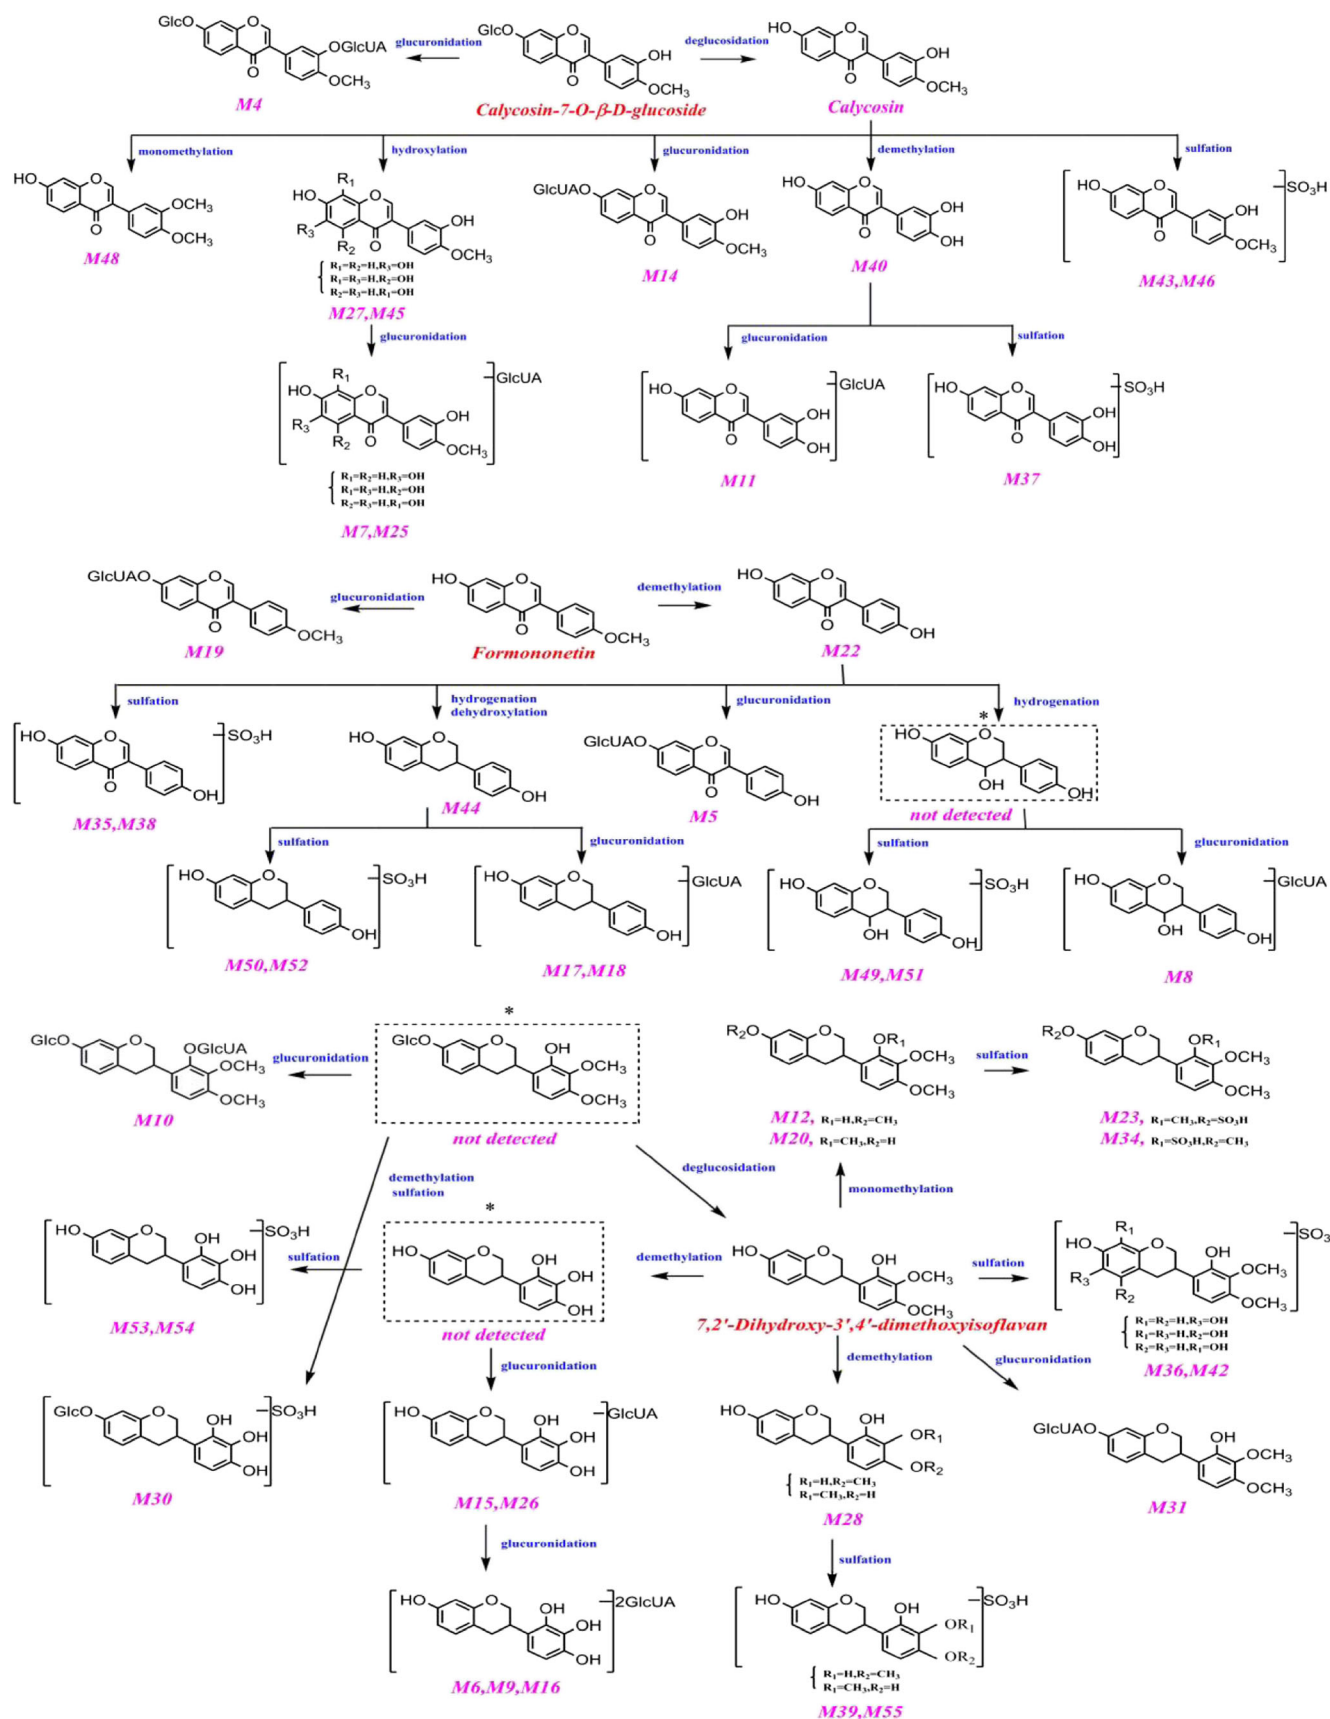 GlcO
O
O
OGlcUA
OCH₃
M4
glucuronidation
GlcO
O
O
OH
OCH₃
Calycosin-7-O-β-D-glucoside
deglucosidation
HO
O
O
OH
OCH₃
Calycosin
monomethylation
hydroxylation
glucuronidation
demethylation
sulfation
HO
O
O
OCH₃
OCH₃
M48
R₁
HO
O
R₃
R₂
O
OH
OCH₃
R₁=R₂=H,R₃=OH
R₁=R₃=H,R₂=OH
R₂=R₃=H,R₁=OH
M27,M45
GlcUAO
O
O
OH
OCH₃
M14
HO
O
O
OH
OH
M40
HO
O
O
OH
OCH₃
SO₃H
M43,M46
glucuronidation
glucuronidation
sulfation
R₁
HO
O
R₃
R₂
O
OH
OCH₃
GlcUA
R₁=R₂=H,R₃=OH
R₁=R₃=H,R₂=OH
R₂=R₃=H,R₁=OH
M7,M25
HO
O
O
OH
OH
GlcUA
M11
HO
O
O
OH
OH
SO₃H
M37
GlcUAO
O
O
OCH₃
M19
glucuronidation
HO
O
O
OCH₃
Formononetin
demethylation
HO
O
O
OH
M22
sulfation
hydrogenation
dehydroxylation
glucuronidation
hydrogenation
HO
O
O
OH
SO₃H
M35,M38
HO
O
OH
M44
GlcUAO
O
O
OH
M5
*
HO
O
OH
OH
not detected
sulfation
glucuronidation
sulfation
glucuronidation
HO
O
OH
SO₃H
M50,M52
HO
O
OH
GlcUA
M17,M18
HO
O
OH
OH
SO₃H
M49,M51
HO
O
OH
OH
GlcUA
M8
GlcO
O
OGlcUA
OCH₃
OCH₃
M10
glucuronidation
*
GlcO
O
OH
OCH₃
OCH₃
not detected
R₂O
O
OR₁
OCH₃
OCH₃
M12, R₁=H,R₂=CH₃
M20, R₁=CH₃,R₂=H
sulfation
R₂O
O
OR₁
OCH₃
OCH₃
M23, R₁=CH₃,R₂=SO₃H
M34, R₁=SO₃H,R₂=CH₃
demethylation
sulfation
deglucosidation
monomethylation
HO
O
OH
OH
OH
SO₃H
M53,M54
sulfation
*
HO
O
OH
OH
OH
not detected
demethylation
HO
O
OH
OCH₃
OCH₃
7,2'-Dihydroxy-3',4'-dimethoxyisoflavan
sulfation
R₁
HO
O
R₃
R₂
OH
OCH₃
OCH₃
SO₃
R₁=R₂=H,R₃=OH
R₁=R₃=H,R₂=OH
R₂=R₃=H,R₁=OH
M36,M42
glucuronidation
demethylation
glucuronidation
GlcO
O
OH
OH
OH
SO₃H
M30
HO
O
OH
OH
OH
GlcUA
M15,M26
HO
O
OH
OR₁
OR₂
R₁=H,R₂=CH₃
R₁=CH₃,R₂=H
M28
GlcUAO
O
OH
OCH₃
OCH₃
M31
glucuronidation
sulfation
HO
O
OH
OH
OH
2GlcUA
M6,M9,M16
HO
O
OH
OR₁
OR₂
SO₃H
R₁=H,R₂=CH₃
R₁=CH₃,R₂=H
M39,M55